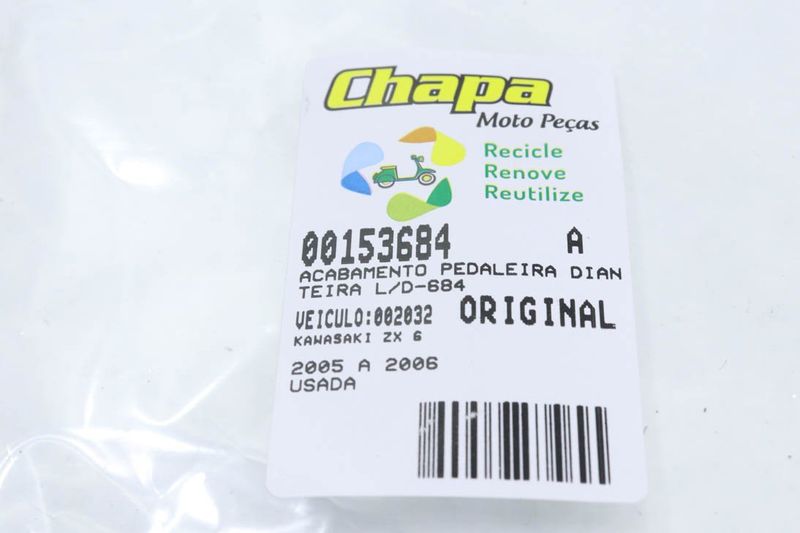 Chapa
Moto Peças
Recicle
Renove
Reutilize
00153684 A
ACABAMENTO PEDALEIRA DIAN
TEIRA L/D-684
VEICULO:002032 ORIGINAL
KAWASAKI ZX 6
2005 A 2006
USADA